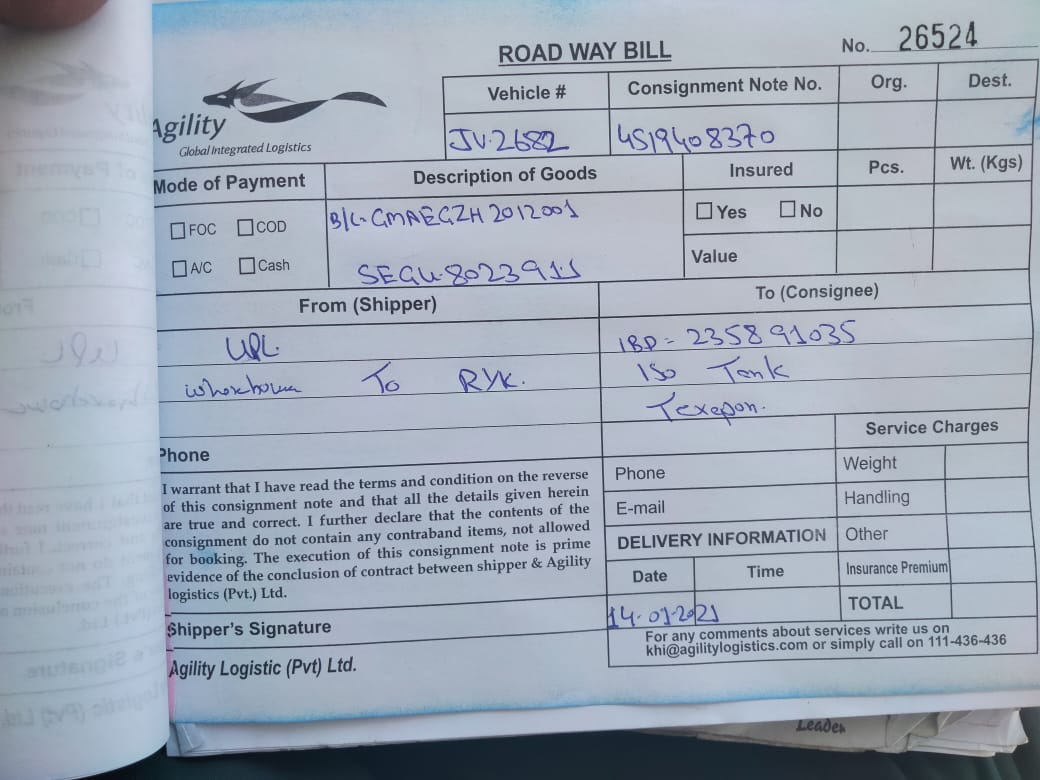 ROAD WAY BILL
No. 26524
Agility
Global Integrated Logistics
Vehicle # Consignment Note No. Org. Dest.
JV.2682 4519408370
Mode of Payment Description of Goods Insured Pcs. Wt. (Kgs)
FOC COD B/L-GMAEGZH2012001 Yes No
A/C Cash SEGU-8023911 Value
From (Shipper) To (Consignee)
UPL. IBP = 235891035
To RYK. ISO Tank
Texapon.
Phone
Service Charges
I warrant that I have read the terms and condition on the reverse
of this consignment note and that all the details given herein
are true and correct. I further declare that the contents of the
consignment do not contain any contraband items, not allowed
for booking. The execution of this consignment note is prime
evidence of the conclusion of contract between shipper & Agility
logistics (Pvt.) Ltd.
Phone Weight
E-mail Handling
DELIVERY INFORMATION Other
Date Time Insurance Premium
14-01-2021 TOTAL
Shipper's Signature
For any comments about services write us on
khi@agilitylogistics.com or simply call on 111-436-436
Agility Logistic (Pvt) Ltd.
Leader